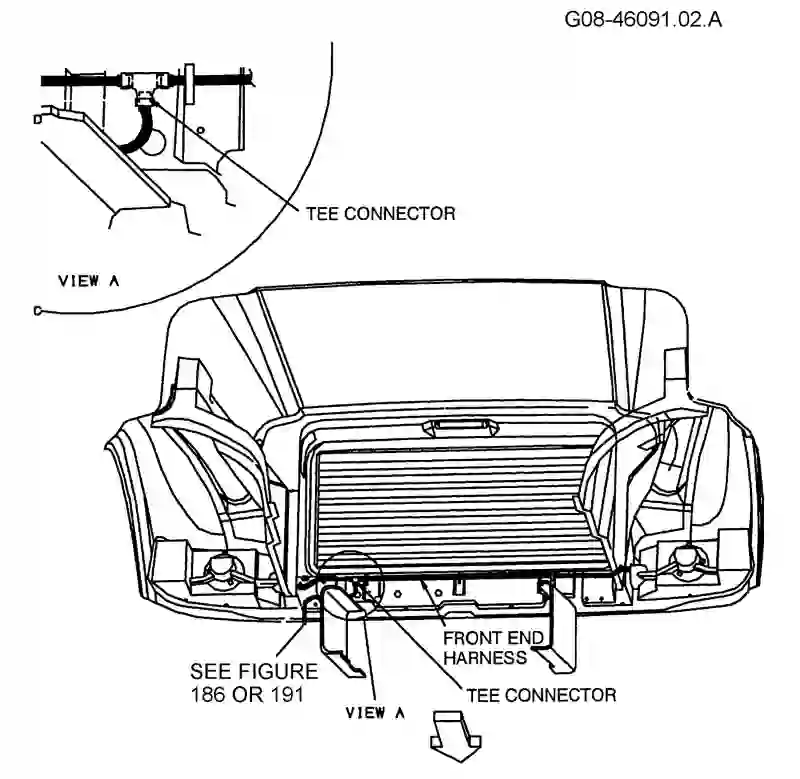 G08-46091.02.A
TEE CONNECTOR
VIEW A
FRONT END
HARNESS
SEE FIGURE
186 OR 191
TEE CONNECTOR
VIEW A